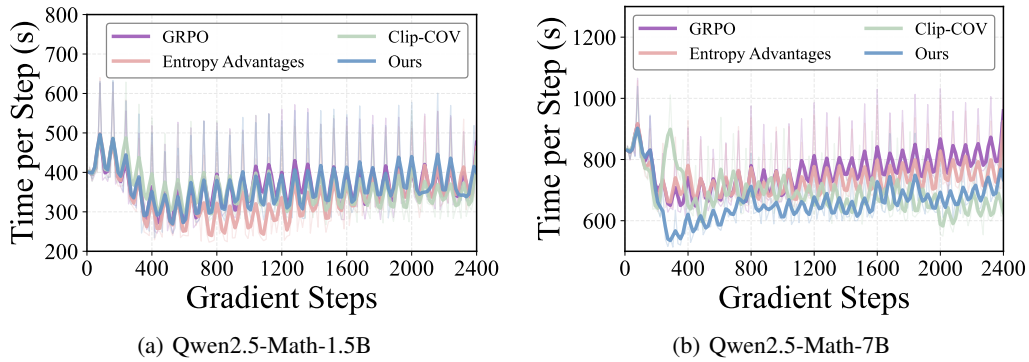 Time per Step (s)
800
700
600
500
400
300
200
GRPO
Entropy Advantages
Clip-COV
Ours
0 400 800 1200 1600 2000 2400
Gradient Steps
(a) Qwen2.5-Math-1.5B
Time per Step (s)
1200
1000
800
600
GRPO
Entropy Advantages
Clip-COV
Ours
0 400 800 1200 1600 2000 2400
Gradient Steps
(b) Qwen2.5-Math-7B